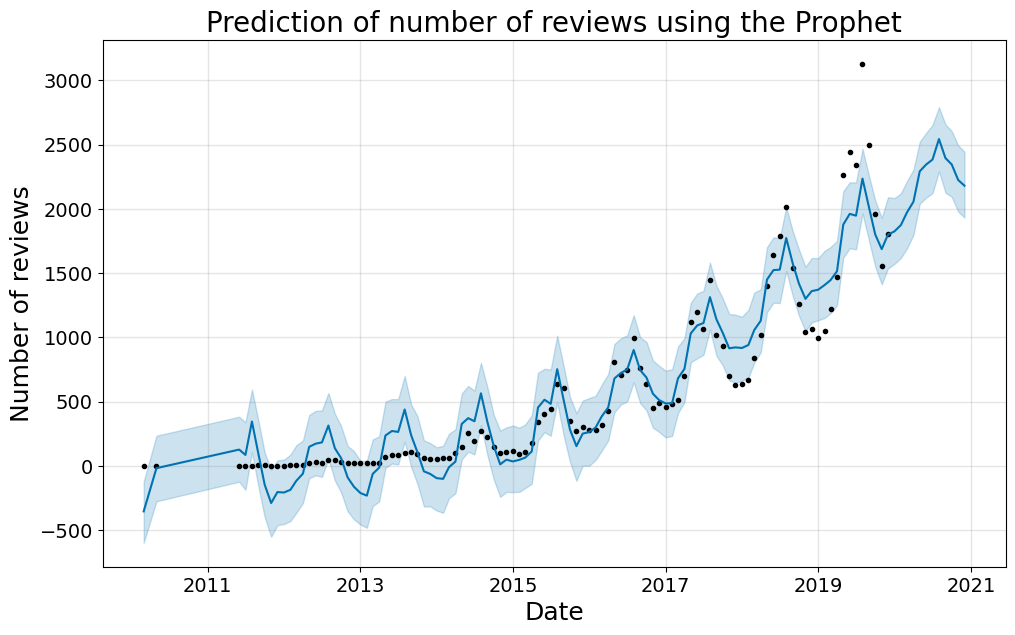 Prediction of number of reviews using the Prophet
3000
2500
2000
1500
1000
500
0
−500
Number of reviews
2011 2013 2015 2017 2019 2021
Date